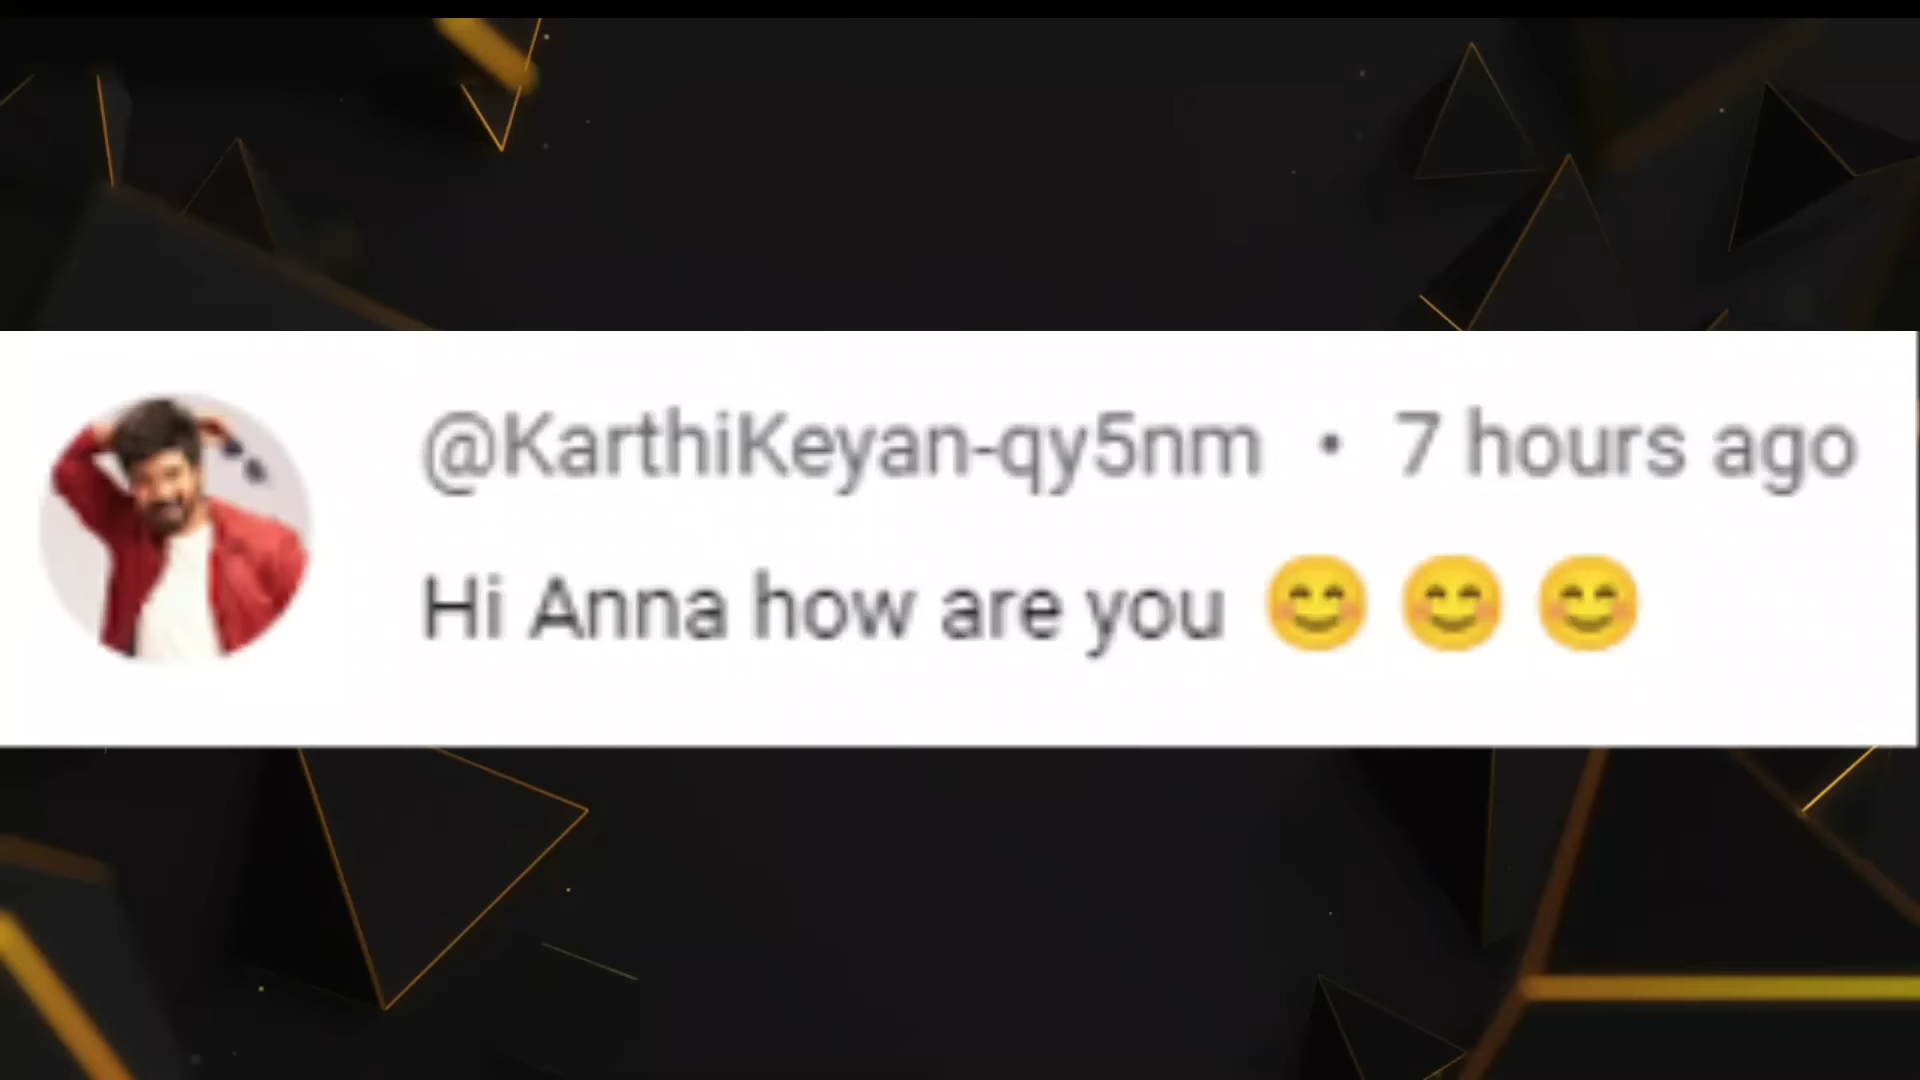 @KarthiKeyan-qy5nm • 7 hours ago
Hi Anna how are you 😊 😊 😊